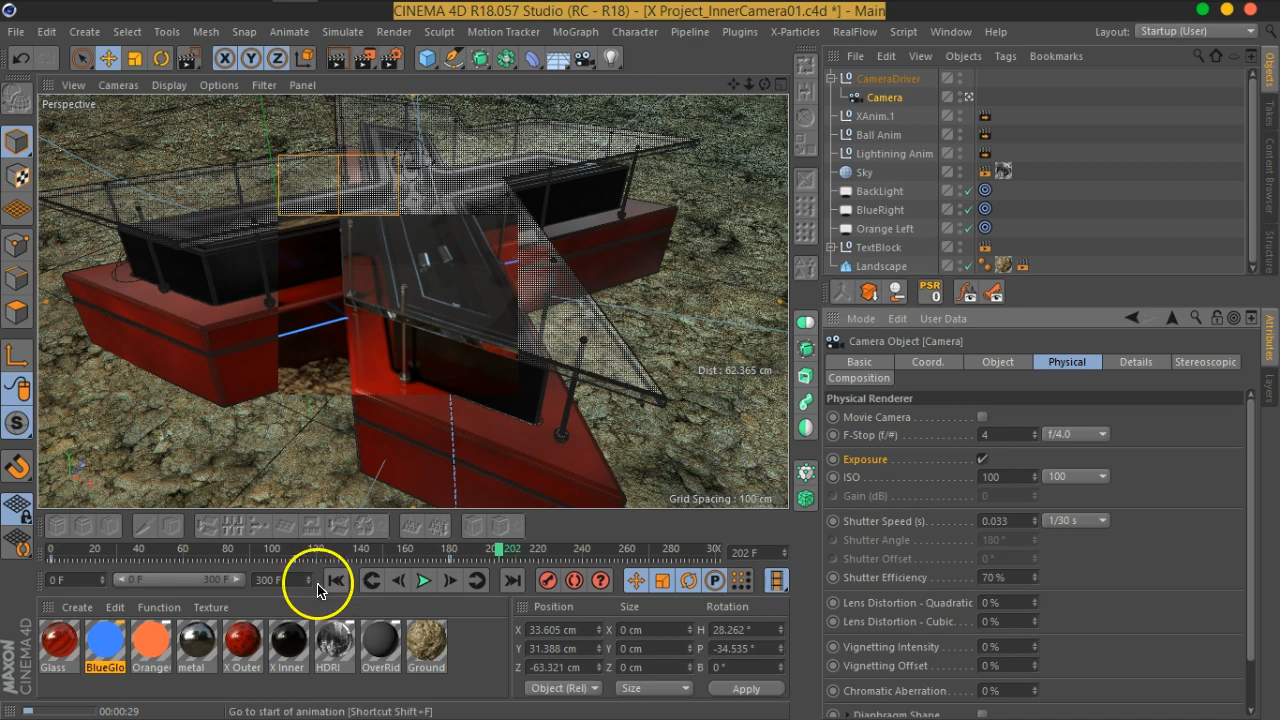 CINEMA 4D R18.057 Studio (RC - R18) - [X Project_InnerCamera01.c4d *] - Main
File Edit Create Select Tools Mesh Snap Animate Simulate Render Sculpt Motion Tracker MoGraph Character Pipeline Plugins X-Particles RealFlow Script Window Help Layout: Startup (User)
X Y Z
File Edit View Objects Tags Bookmarks
View Cameras Display Options Filter Panel
Perspective
CameraDriver
Camera
XAnim.1
Ball Anim
Lightining Anim
Sky
BackLight
BlueRight
Orange Left
TextBlock
Landscape
Objects
Takes
Content Browser
Structure
PSR
0
Dist : 62.365 cm
Grid Spacing : 100 cm
Mode Edit User Data
Camera Object [Camera]
Basic Coord. Object Physical Details Stereoscopic
Composition
Attributes
Layers
Physical Renderer
Movie Camera
F-Stop (f/#) 4 f/4.0
Exposure
ISO 100 100
Gain (dB) 0
Shutter Speed (s) 0.033 1/30 s
Shutter Angle 180 °
Shutter Offset 0 °
Shutter Efficiency 70 %
Lens Distortion - Quadratic 0 %
Lens Distortion - Cubic 0 %
Vignetting Intensity 0 %
Vignetting Offset 0 %
Chromatic Aberration 0 %
Diaphragm Shape
0 20 40 60 80 100 120 140 160 180 202 220 240 260 280 202 F
0 F 0 F 300 F 300 F
Create Edit Function Texture
Glass BlueGlo Orange metal X Outer X Inner HDRI OverRid Ground
Position Size Rotation
X 33.605 cm X 0 cm H 28.262 °
Y 31.388 cm Y 0 cm P -34.535 °
Z -63.321 cm Z 0 cm B 0 °
Object (Rel) Size Apply
MAXON
CINEMA 4D
00:00:29 Go to start of animation [Shortcut Shift+F]